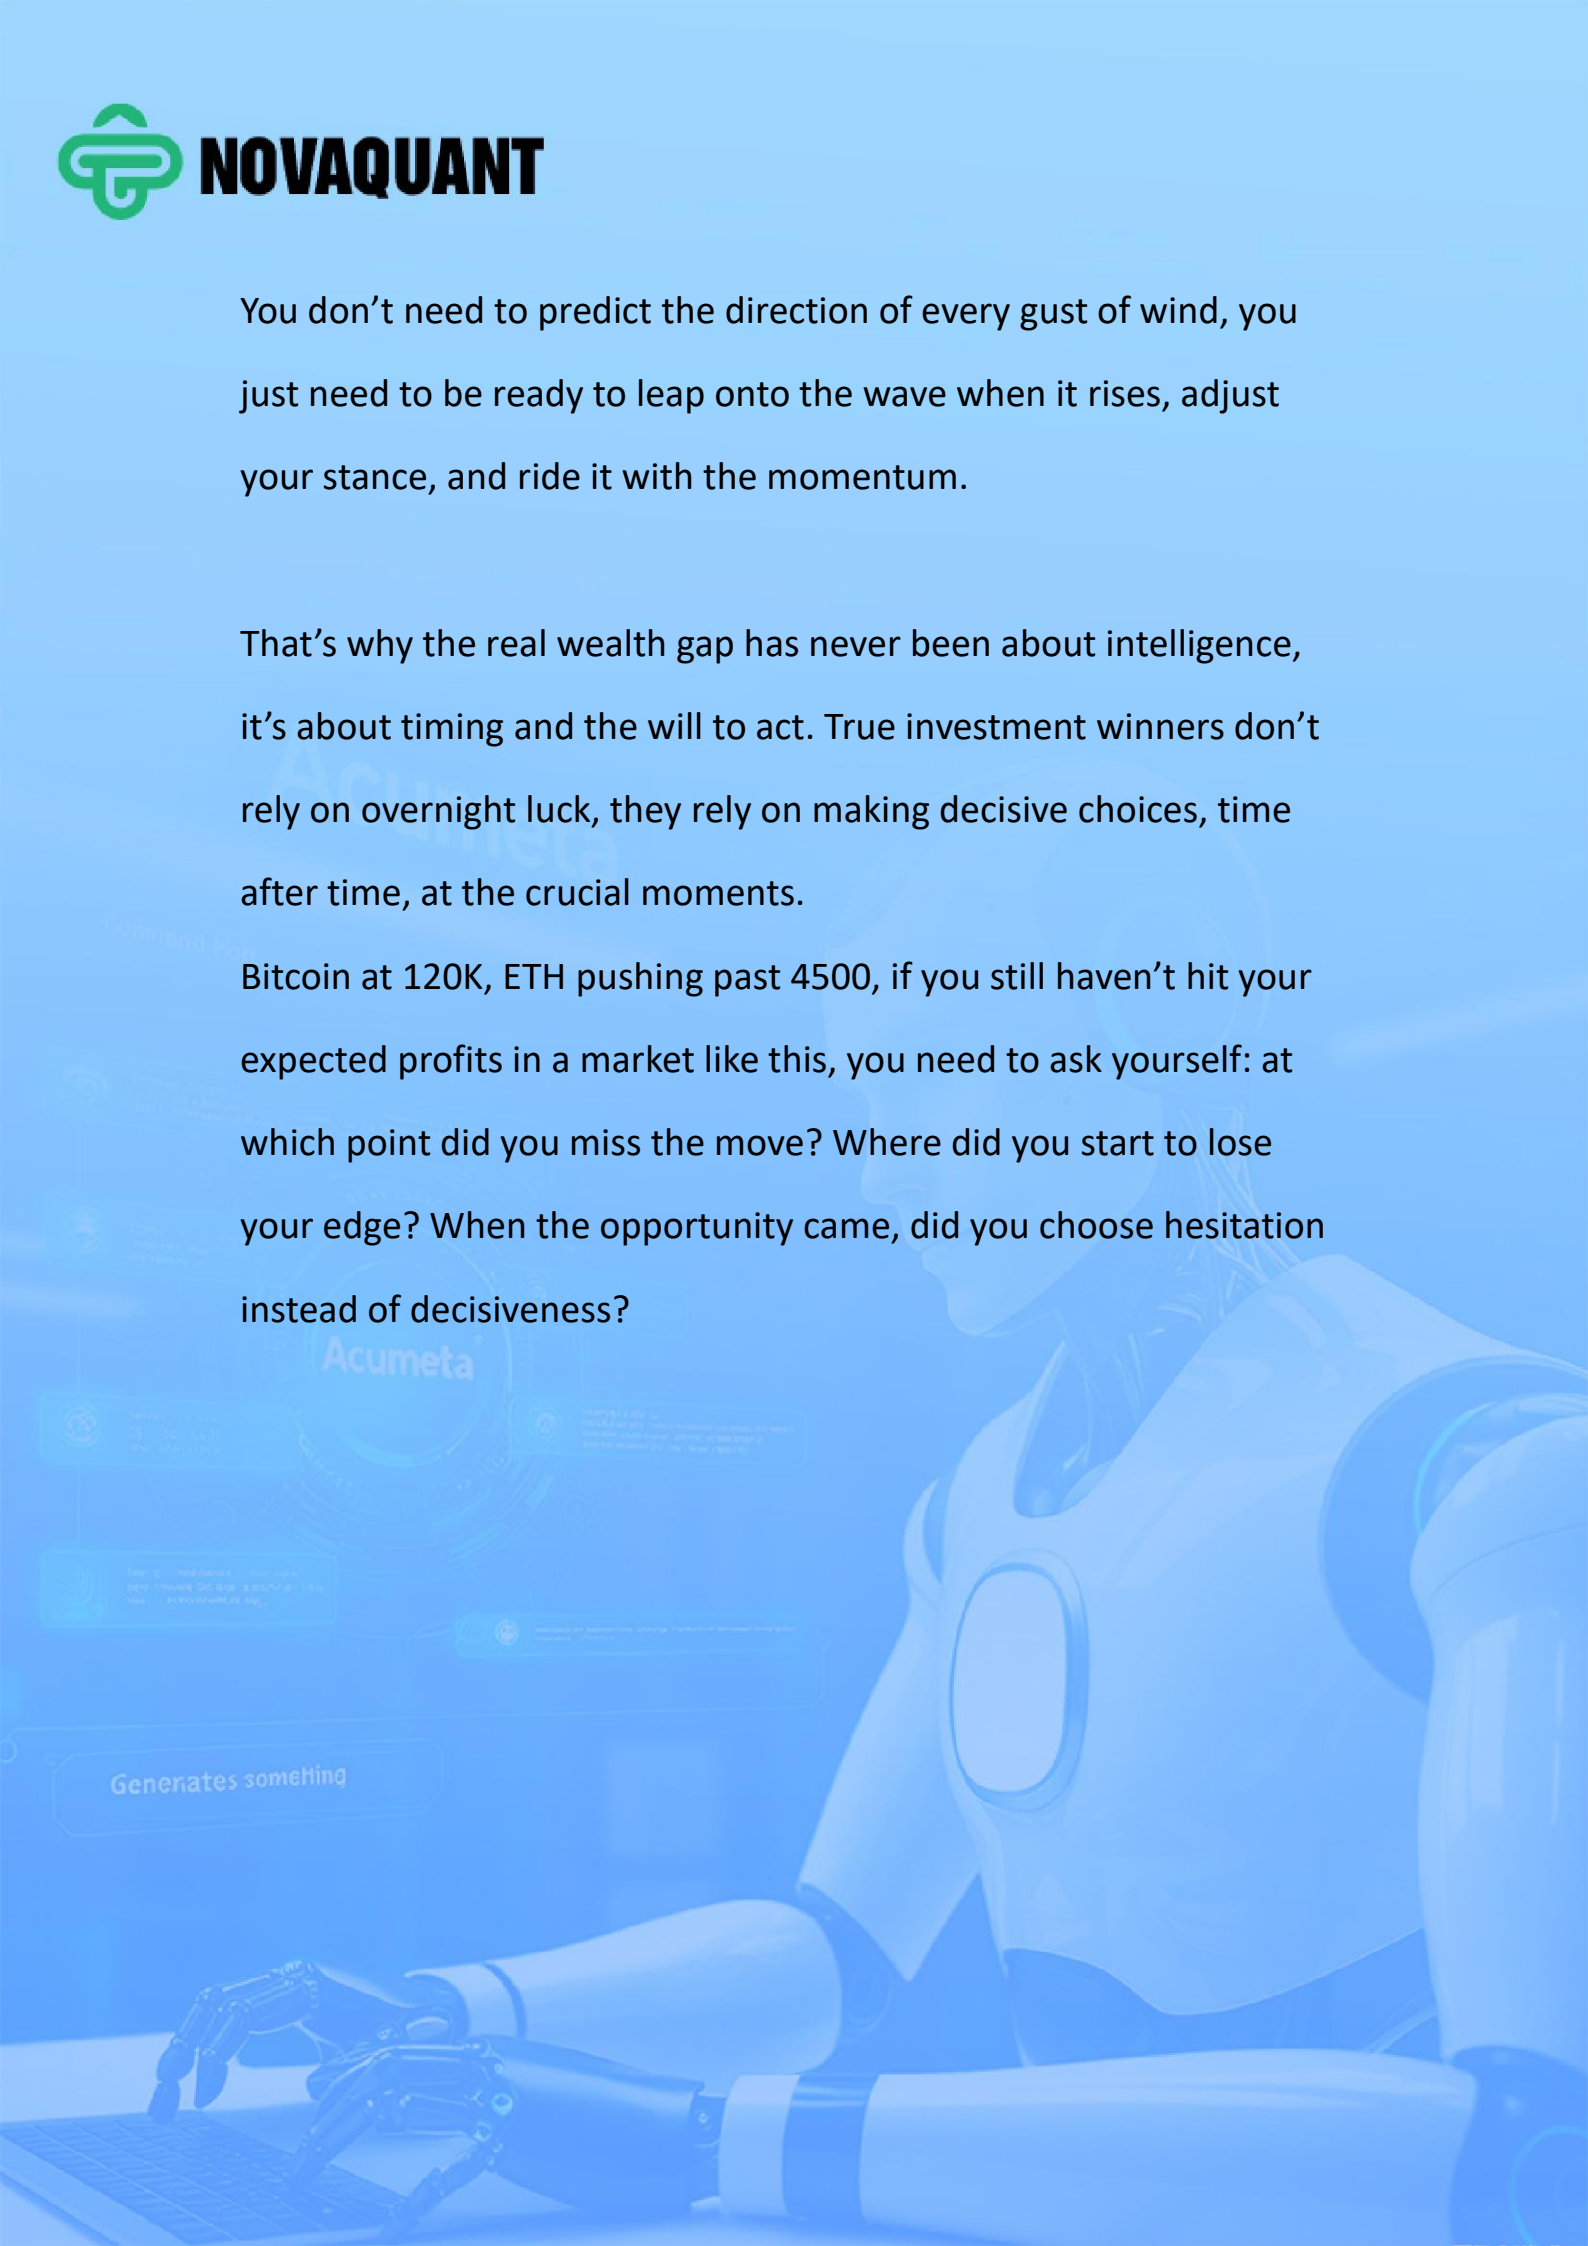 NOVAQUANT
You don’t need to predict the direction of every gust of wind, you
just need to be ready to leap onto the wave when it rises, adjust
your stance, and ride it with the momentum.
That’s why the real wealth gap has never been about intelligence,
it’s about timing and the will to act. True investment winners don’t
Acumeta
rely on overnight luck, they rely on making decisive choices, time
after time, at the crucial moments.
Bitcoin at 120K, ETH pushing past 4500, if you still haven’t hit your
expected profits in a market like this, you need to ask yourself: at
which point did you miss the move? Where did you start to lose
your edge? When the opportunity came, did you choose hesitation
instead of decisiveness?
Acumeta
Generates something